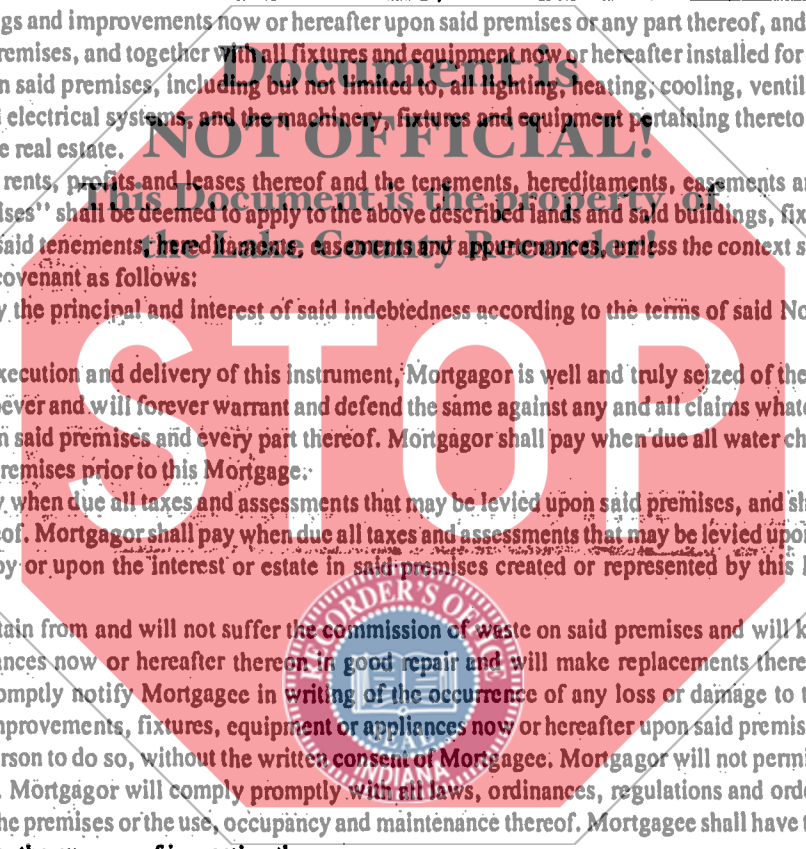 gs and improvements now or hereafter upon said premises or any part thereof, and
remises, and together with all fixtures and equipment now or hereafter installed for
n said premises, including but not limited to, all lighting, heating, cooling, ventil
electrical systems, and the machinery, fixtures and equipment pertaining thereto
e real estate.
rents, profits and leases thereof and the tenements, hereditaments, easements a
ises'' shall be deemed to apply to the above described lands and said buildings, fix
said tenements, hereditaments, easements and appurtenances, unless the context s
covenant as follows:
y the principal and interest of said indebtedness according to the terms of said No
xecution and delivery of this instrument, Mortgagor is well and truly seized of the
ever and will forever warrant and defend the same against any and all claims what
n said premises and every part thereof. Mortgagor shall pay when due all water ch
remises prior to this Mortgage.
y when due all taxes and assessments that may be levied upon said premises, and sh
eof. Mortgagor shall pay when due all taxes and assessments that may be levied upo
by or upon the interest or estate in said premises created or represented by this
tain from and will not suffer the commission of waste on said premises and will k
ances now or hereafter thereon in good repair and will make replacements there
omptly notify Mortgagee in writing of the occurrence of any loss or damage to
mprovements, fixtures, equipment or appliances now or hereafter upon said premis
erson to do so, without the written consent of Mortgagee. Mortgagor will not permi
. Mortgagor will comply promptly with all laws, ordinances, regulations and orde
he premises or the use, occupancy and maintenance thereof. Mortgagee shall have
Document is
NOT OFFICIAL!
This Document is the property of
the Lake County Recorder!
STOP
RECORDER'S OFFICE
SEAL
INDIANA